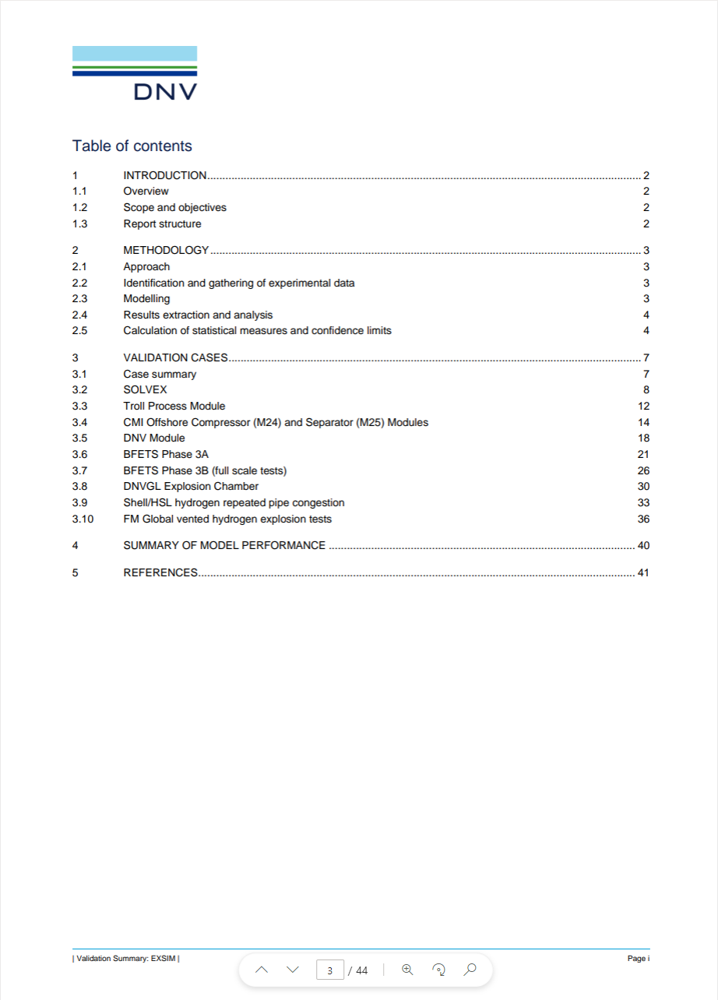 DNV
Table of contents
1 INTRODUCTION........................................................................................................................................... 2
1.1 Overview 2
1.2 Scope and objectives 2
1.3 Report structure 2
2 METHODOLOGY.......................................................................................................................................... 3
2.1 Approach 3
2.2 Identification and gathering of experimental data 3
2.3 Modelling 3
2.4 Results extraction and analysis 4
2.5 Calculation of statistical measures and confidence limits 4
3 VALIDATION CASES.................................................................................................................................... 7
3.1 Case summary 7
3.2 SOLVEX 8
3.3 Troll Process Module 12
3.4 CMI Offshore Compressor (M24) and Separator (M25) Modules 14
3.5 DNV Module 18
3.6 BFETS Phase 3A 21
3.7 BFETS Phase 3B (full scale tests) 26
3.8 DNVGL Explosion Chamber 30
3.9 Shell/HSL hydrogen repeated pipe congestion 33
3.10 FM Global vented hydrogen explosion tests 36
4 SUMMARY OF MODEL PERFORMANCE .................................................................................................. 40
5 REFERENCES............................................................................................................................................ 41
| Validation Summary: EXSIM | Page i
3 / 44